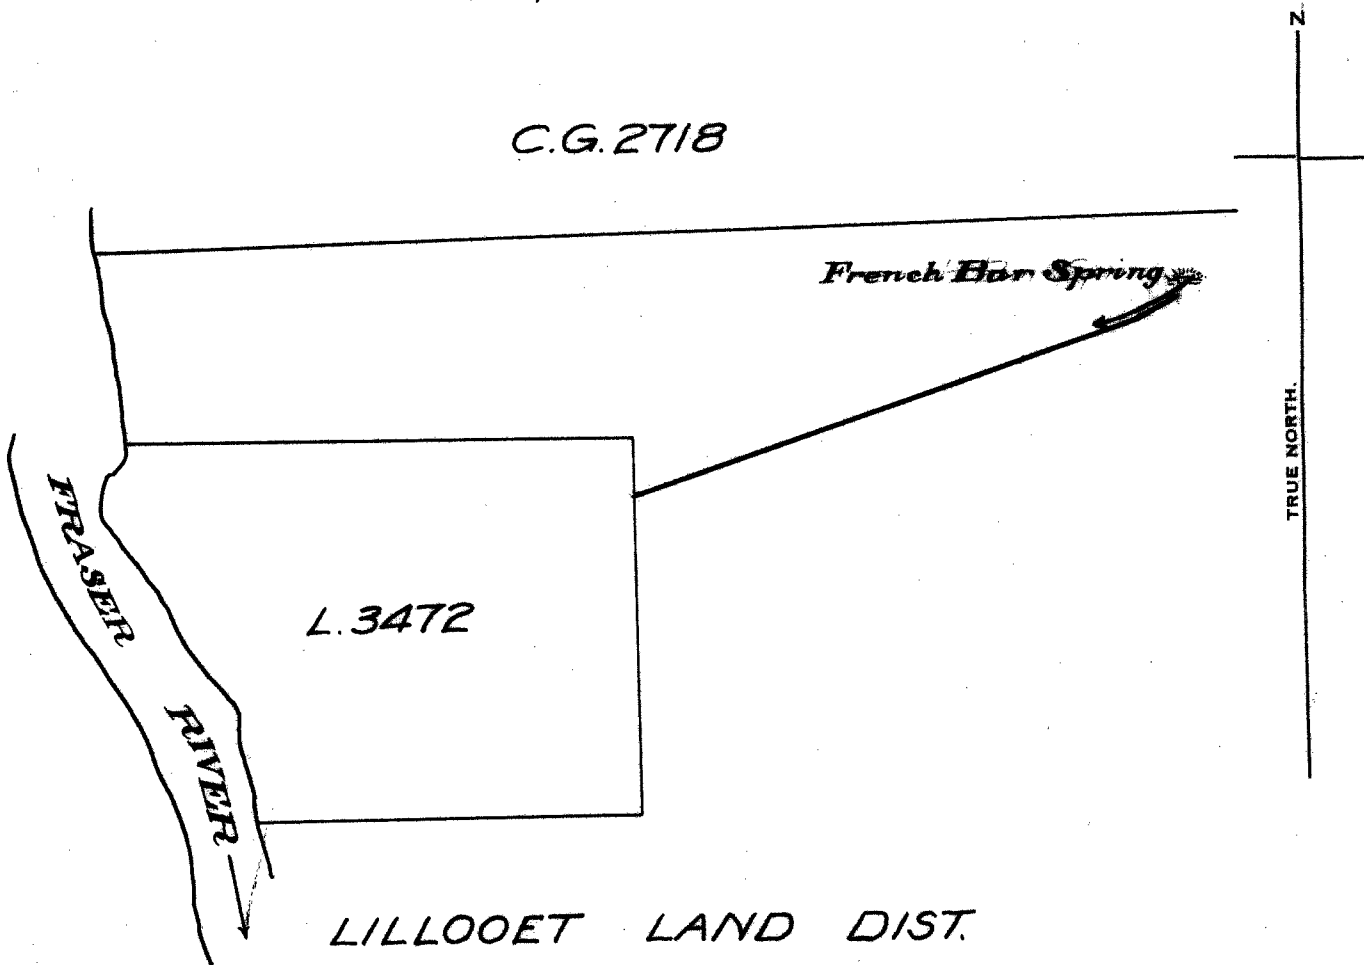 N
C.G. 2718
French Bar Spring
TRUE NORTH.
FRASER RIVER
L. 3472
LILLOOET LAND DIST.